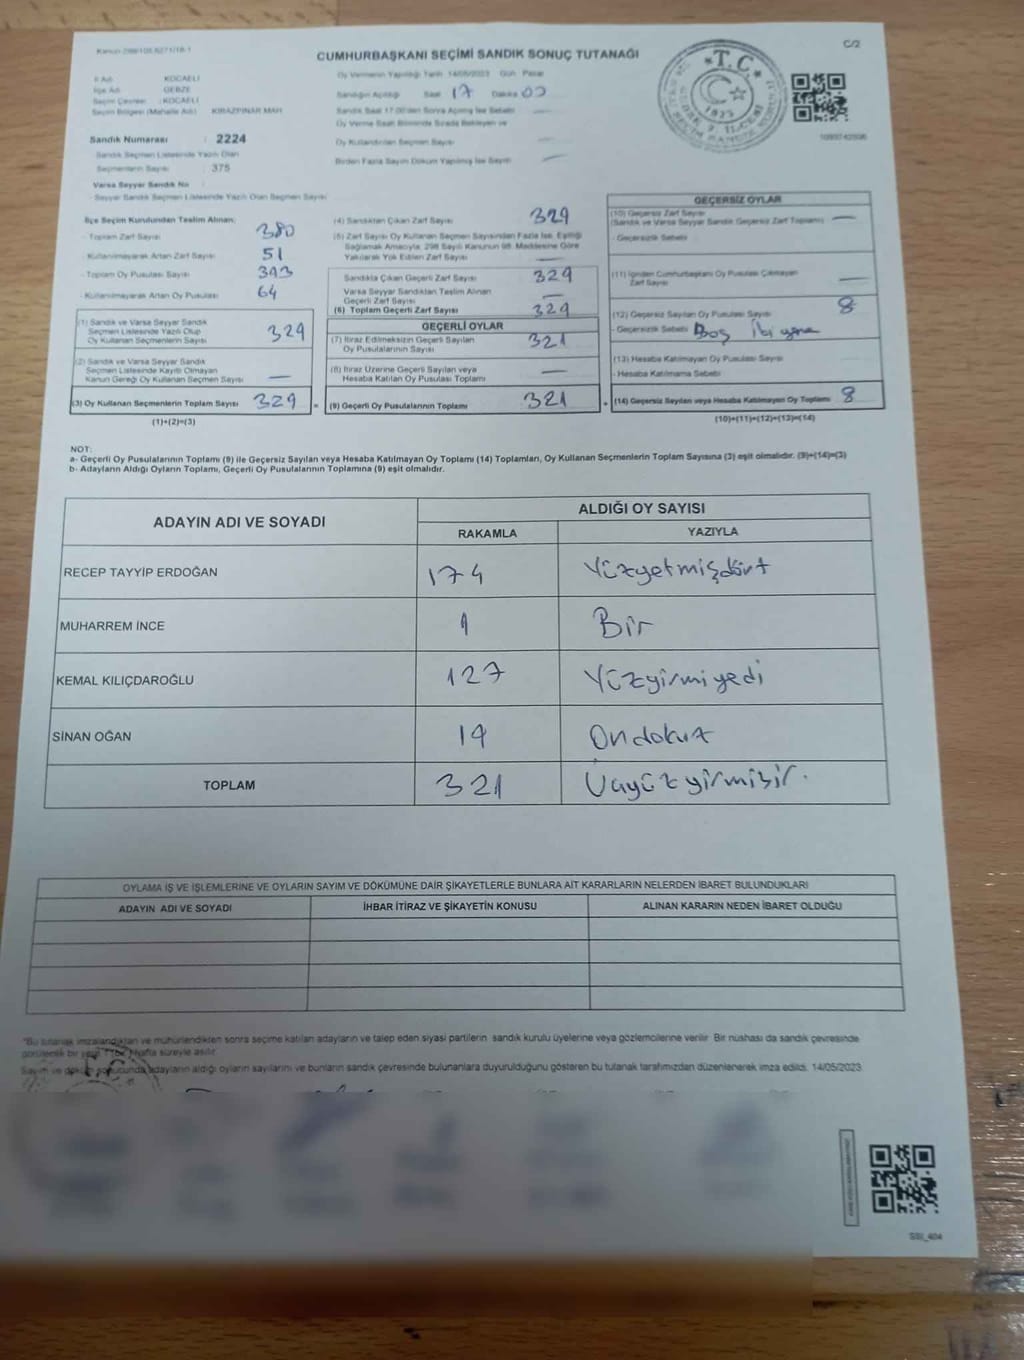 Kanun 298/105,6271/18-1
C/2
CUMHURBAŞKANI SEÇİMİ SANDIK SONUÇ TUTANAĞI
İl Adı : KOCAELİ
İlçe Adı : GEBZE
Seçim Çevresi : KOCAELİ
Seçim Bölgesi (Mahalle Adı) : KİRAZPINAR MAH
Sandık Numarası : 2224
Sandık Seçmen Listesinde Yazılı Olan
Seçmenlerin Sayısı : 375
Varsa Seyyar Sandık No
- Seyyar Sandık Seçmen Listesinde Yazılı Olan Seçmen Sayısı
Oy Vermenin Yapıldığı Tarih 14/05/2023 Gün Pazar
Sandığın Açıldığı Saat 17 Dakika 00
Sandık Saat 17.00'den Sonra Açılmış İse Sebebi
Oy Verme Saati Bitiminde Sırada Bekleyen ve
Oy Kullandırılan Seçmen Sayısı —
Birden Fazla Sayım Döküm Yapılmış İse Sayısı —
T.C.
1923
İlçe Seçim Kurulundan Teslim Alınan;
- Toplam Zarf Sayısı 380
- Kullanılmayarak Artan Zarf Sayısı 51
- Toplam Oy Pusulası Sayısı 393
- Kullanılmayarak Artan Oy Pusulası 64
(1) Sandık ve Varsa Seyyar Sandık
Seçmen Listesinde Yazılı Olup
Oy Kullanan Seçmenlerin Sayısı 329
(2) Sandık ve Varsa Seyyar Sandık
Seçmen Listesinde Kayıtlı Olmayan
Kanun Gereği Oy Kullanan Seçmen Sayısı —
(3) Oy Kullanan Seçmenlerin Toplam Sayısı 329 =
(1)+(2)=(3)
(4) Sandıktan Çıkan Zarf Sayısı 329
(5) Zarf Sayısı Oy Kullanan Seçmen Sayısından Fazla İse, Eşitliği
Sağlamak Amacıyla; 298 Sayılı Kanunun 98. Maddesine Göre
Yakılarak Yok Edilen Zarf Sayısı —
Sandıkta Çıkan Geçerli Zarf Sayısı 329
Varsa Seyyar Sandıktan Teslim Alınan
Geçerli Zarf Sayısı —
(6) Toplam Geçerli Zarf Sayısı 329
GEÇERLİ OYLAR
(7) İtiraz Edilmeksizin Geçerli Sayılan
Oy Pusulalarının Sayısı 321
(8) İtiraz Üzerine Geçerli Sayılan veya
Hesaba Katılan Oy Pusulası Toplamı —
(9) Geçerli Oy Pusulalarının Toplamı 321 +
GEÇERSİZ OYLAR
(10) Geçersiz Zarf Sayısı
(Sandık ve Varsa Seyyar Sandık Geçersiz Zarf Toplamı) —
- Geçersizlik Sebebi
(11) İçinden Cumhurbaşkanı Oy Pusulası Çıkmayan
Zarf Sayısı —
(12) Geçersiz Sayılan Oy Pusulası Sayısı 8
Geçersizlik Sebebi Boş
(13) Hesaba Katılmayan Oy Pusulası Sayısı
- Hesaba Katılmama Sebebi
(14) Geçersiz Sayılan veya Hesaba Katılmayan Oy Toplamı 8
(10)+(11)+(12)+(13)=(14)
NOT:
a- Geçerli Oy Pusulalarının Toplamı (9) ile Geçersiz Sayılan veya Hesaba Katılmayan Oy Toplamı (14) Toplamları, Oy Kullanan Seçmenlerin Toplam Sayısına (3) eşit olmalıdır. (9)+(14)=(3)
b- Adayların Aldığı Oyların Toplamı, Geçerli Oy Pusulalarının Toplamına (9) eşit olmalıdır.
ADAYIN ADI VE SOYADI
ALDIĞI OY SAYISI
RAKAMLA YAZIYLA
RECEP TAYYİP ERDOĞAN 174 Yüzyetmişdört
MUHARREM İNCE 1 Bir
KEMAL KILIÇDAROĞLU 127 Yüzyirmiyedi
SİNAN OĞAN 19 Ondokuz
TOPLAM 321 Üçyüzyirmibir.
OYLAMA İŞ VE İŞLEMLERİNE VE OYLARIN SAYIM VE DÖKÜMÜNE DAİR ŞİKAYETLERLE BUNLARA AİT KARARLARIN NELERDEN İBARET BULUNDUKLARI
ADAYIN ADI VE SOYADI İHBAR İTİRAZ VE ŞİKAYETİN KONUSU ALINAN KARARIN NEDEN İBARET OLDUĞU
"Bu tutanak imzalandıktan ve mühürlendikten sonra seçime katılan adayların ve talep eden siyasi partilerin sandık kurulu üyelerine veya gözlemcilerine verilir. Bir nüshası da sandık çevresinde
görülecek bir yere 1 Hafta süreyle asılır.
Sayım ve döküm sonucunda adayların aldığı oyların sayılarını ve bunların sandık çevresinde bulunanlara duyurulduğunu gösteren bu tutanak tarafımızdan düzenlenerek imza edildi. 14/05/2023
SSİ_404